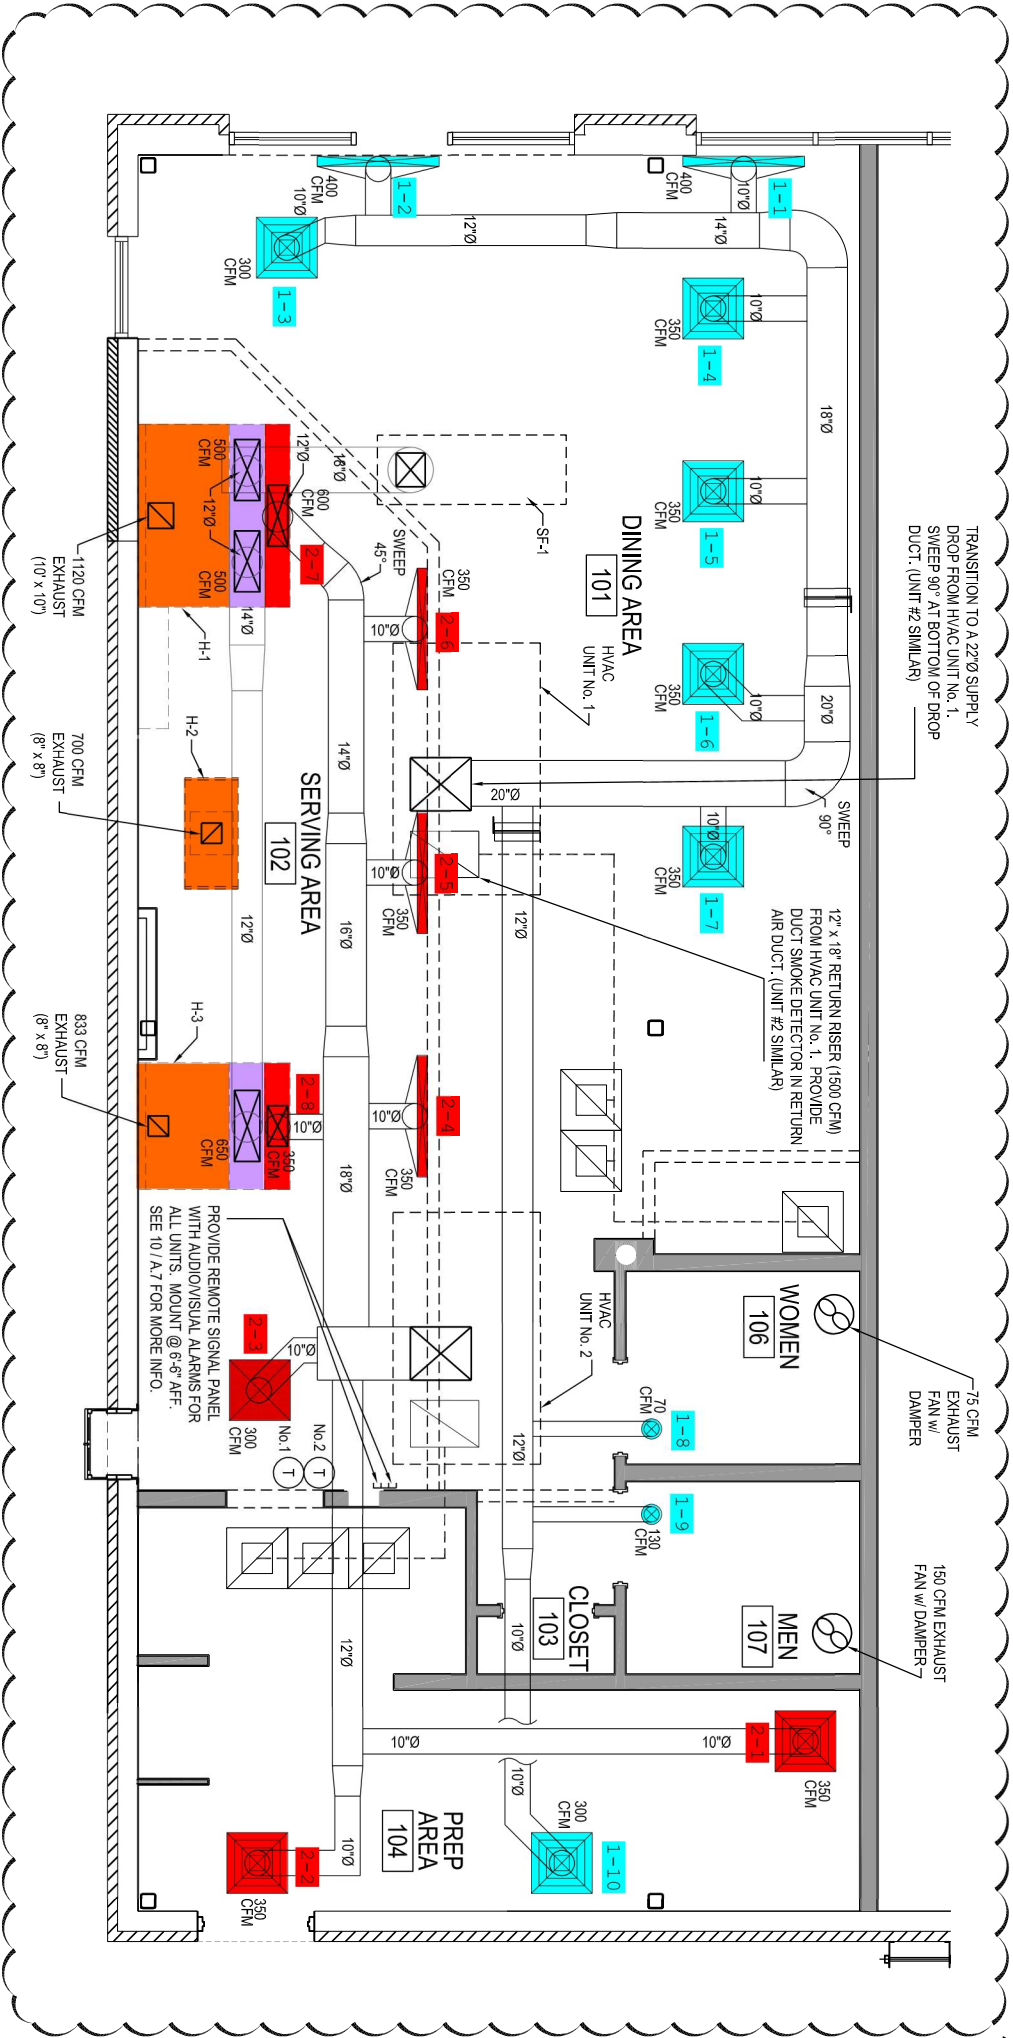 TRANSITION TO A 22"Ø SUPPLY
DROP FROM HVAC UNIT No. 1.
SWEEP 90° AT BOTTOM OF DROP
DUCT. (UNIT #2 SIMILAR)
12" x 18" RETURN RISER (1500 CFM)
FROM HVAC UNIT No. 1. PROVIDE
DUCT SMOKE DETECTOR IN RETURN
AIR DUCT. (UNIT #2 SIMILAR)
75 CFM
EXHAUST
FAN w/
DAMPER
150 CFM EXHAUST
FAN w/ DAMPER
1-1
10"Ø
400
CFM
1-2
400
CFM
10"Ø
12"Ø
14"Ø
300
CFM
1-3
10"Ø
350
CFM
1-4
18"Ø
10"Ø
350
CFM
1-5
10"Ø
350
CFM
1-6
20"Ø
SWEEP
90°
10"Ø
350
CFM
1-7
20"Ø
12"Ø
DINING AREA
101
SF-1
HVAC
UNIT No. 1
WOMEN
106
MEN
107
70
CFM
1-8
130
CFM
1-9
12"Ø
HVAC
UNIT No. 2
CLOSET
103
10"Ø
10"Ø
10"Ø
2-1
350
CFM
10"Ø
300
CFM
1-10
PREP
AREA
104
12"Ø
10"Ø
2-2
350
CFM
SWEEP
45°
350
CFM
2-6
10"Ø
14"Ø
2-5
10"Ø
350
CFM
16"Ø
2-4
10"Ø
350
CFM
18"Ø
SERVING AREA
102
12"Ø
18"Ø
600
CFM
2-7
500
CFM
12"Ø
500
CFM
14"Ø
H-1
1120 CFM
EXHAUST
(10" x 10")
H-2
700 CFM
EXHAUST
(8" x 8")
12"Ø
H-3
833 CFM
EXHAUST
(8" x 8")
2-8
10"Ø
350
CFM
650
CFM
PROVIDE REMOTE SIGNAL PANEL
WITH AUDIO/VISUAL ALARMS FOR
ALL UNITS. MOUNT @ 6'-6" AFF.
SEE 10 / A.7 FOR MORE INFO.
2-3
10"Ø
300
CFM
No.1
T
No.2
T